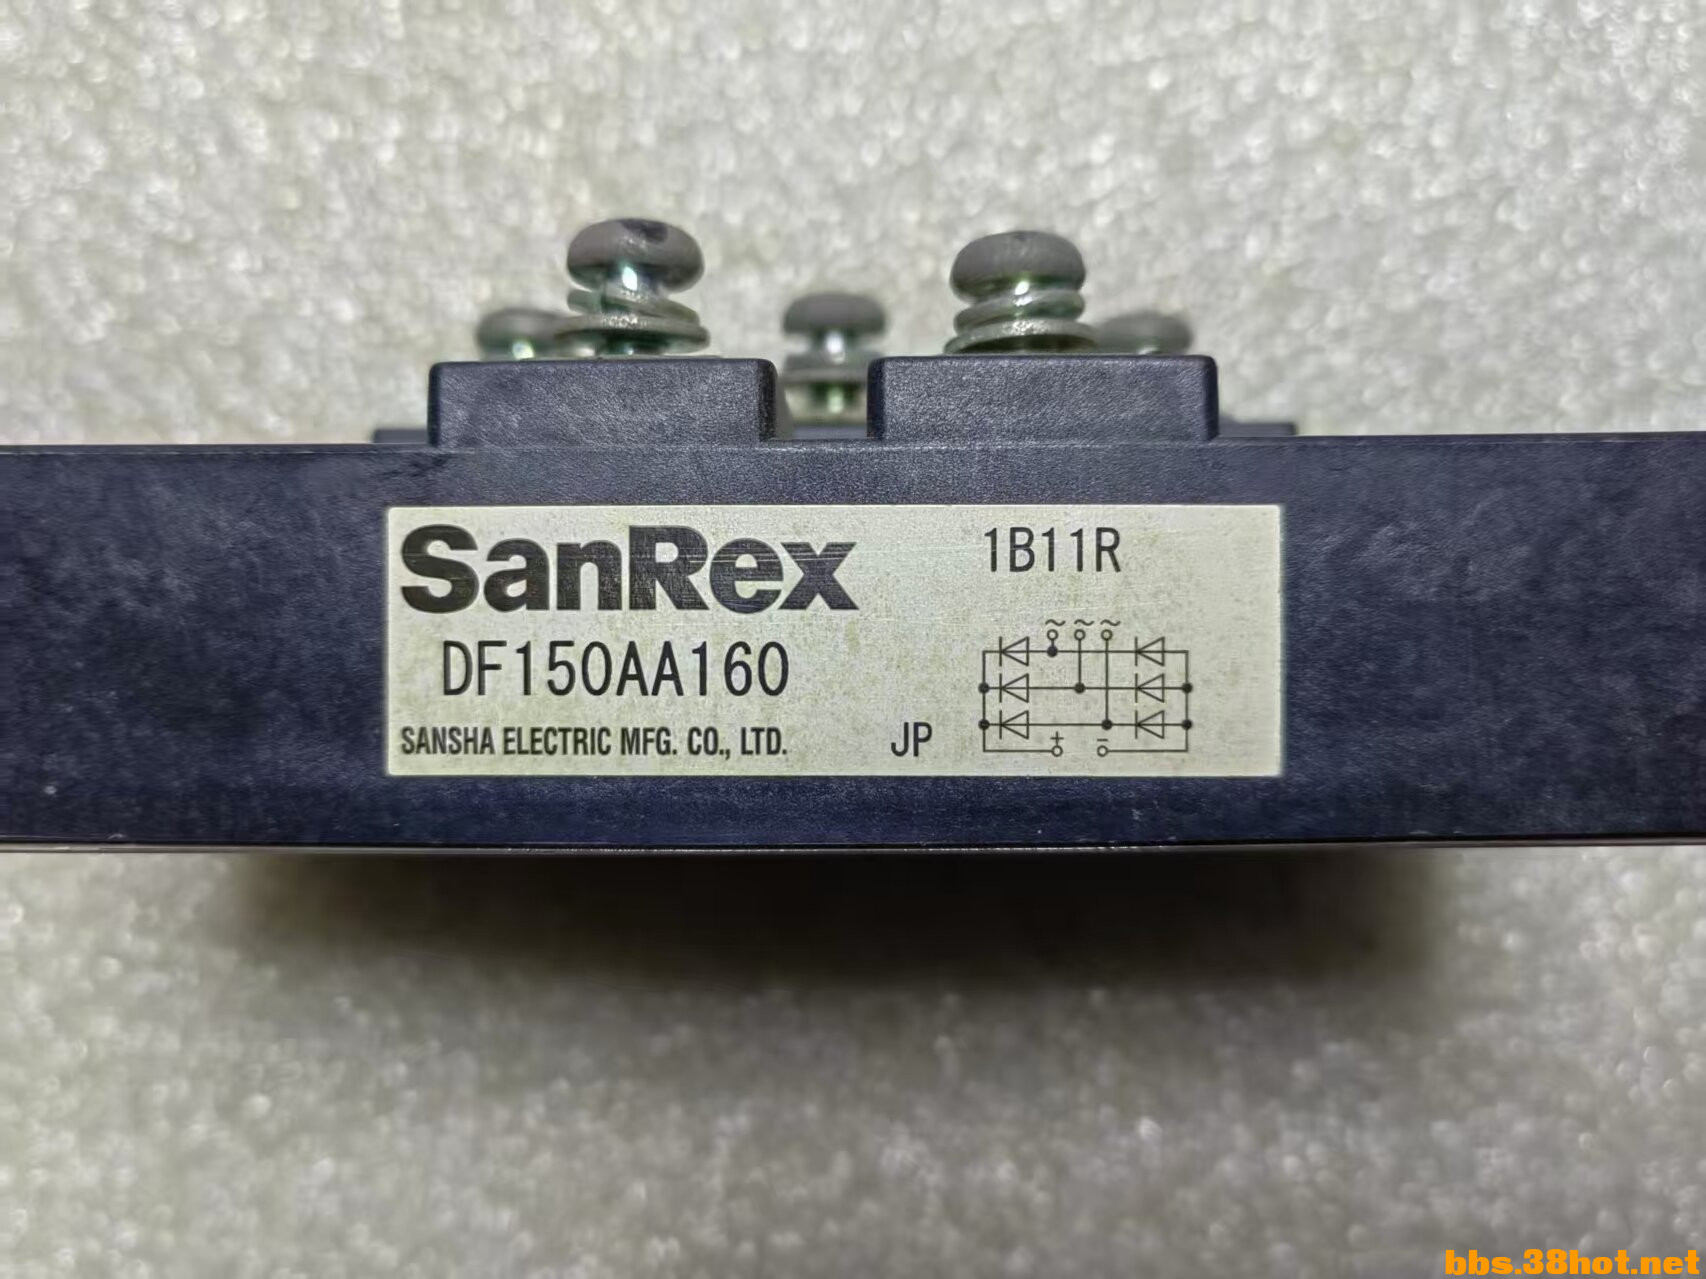 SanRex
1B11R
DF150AA160
~ ~ ~
SANSHA ELECTRIC MFG. CO., LTD.
JP
+ −
bbs.38hot.net